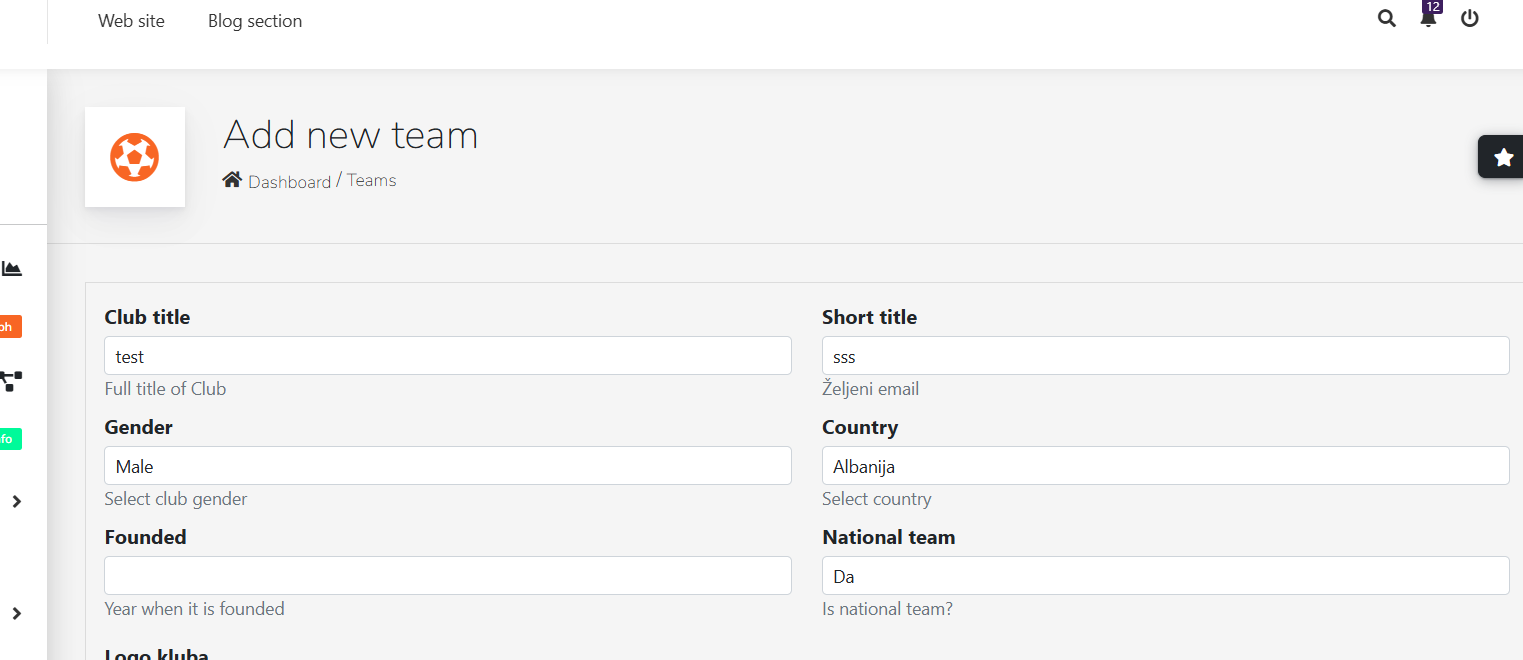 Web site Blog section 12
Add new team
Dashboard / Teams
ph
fo
Club title
test
Full title of Club
Short title
sss
Željeni email
Gender
Male
Select club gender
Country
Albanija
Select country
Founded
Year when it is founded
National team
Da
Is national team?
Logo kluba